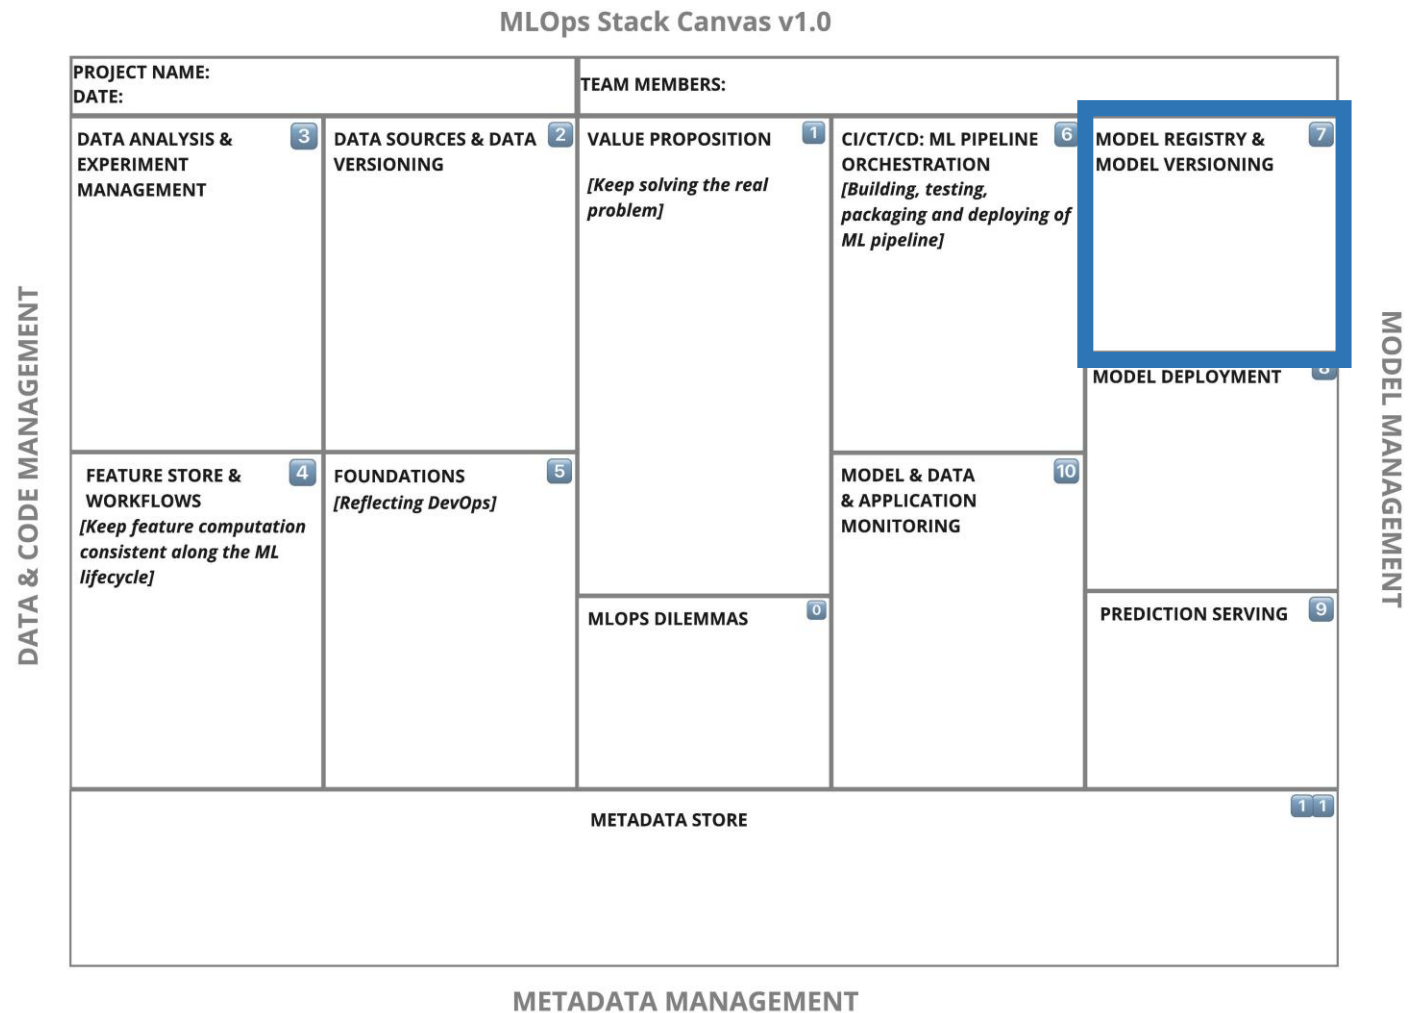 MLOps Stack Canvas v1.0
PROJECT NAME:
DATE:
TEAM MEMBERS:
DATA ANALYSIS &
EXPERIMENT
MANAGEMENT
3
DATA SOURCES & DATA
VERSIONING
2
VALUE PROPOSITION
1
[Keep solving the real
problem]
CI/CT/CD: ML PIPELINE
ORCHESTRATION
6
[Building, testing,
packaging and deploying of
ML pipeline]
MODEL REGISTRY &
MODEL VERSIONING
7
MODEL DEPLOYMENT
FEATURE STORE &
WORKFLOWS
4
[Keep feature computation
consistent along the ML
lifecycle]
FOUNDATIONS
5
[Reflecting DevOps]
MODEL & DATA
& APPLICATION
MONITORING
10
MLOPS DILEMMAS
0
PREDICTION SERVING
9
METADATA STORE
11
DATA & CODE MANAGEMENT
MODEL MANAGEMENT
METADATA MANAGEMENT